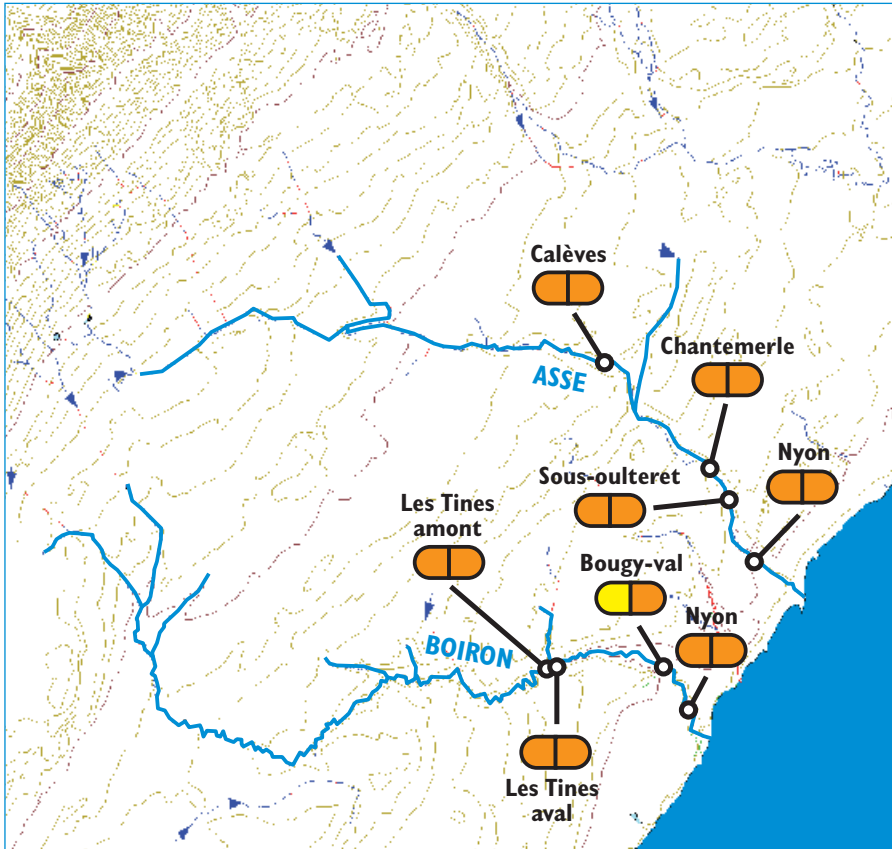 Calèves
Chantemerle
ASSE
Nyon
Sous-oulteret
Les Tines
amont
Bougy-val
Nyon
BOIRON
Les Tines
aval